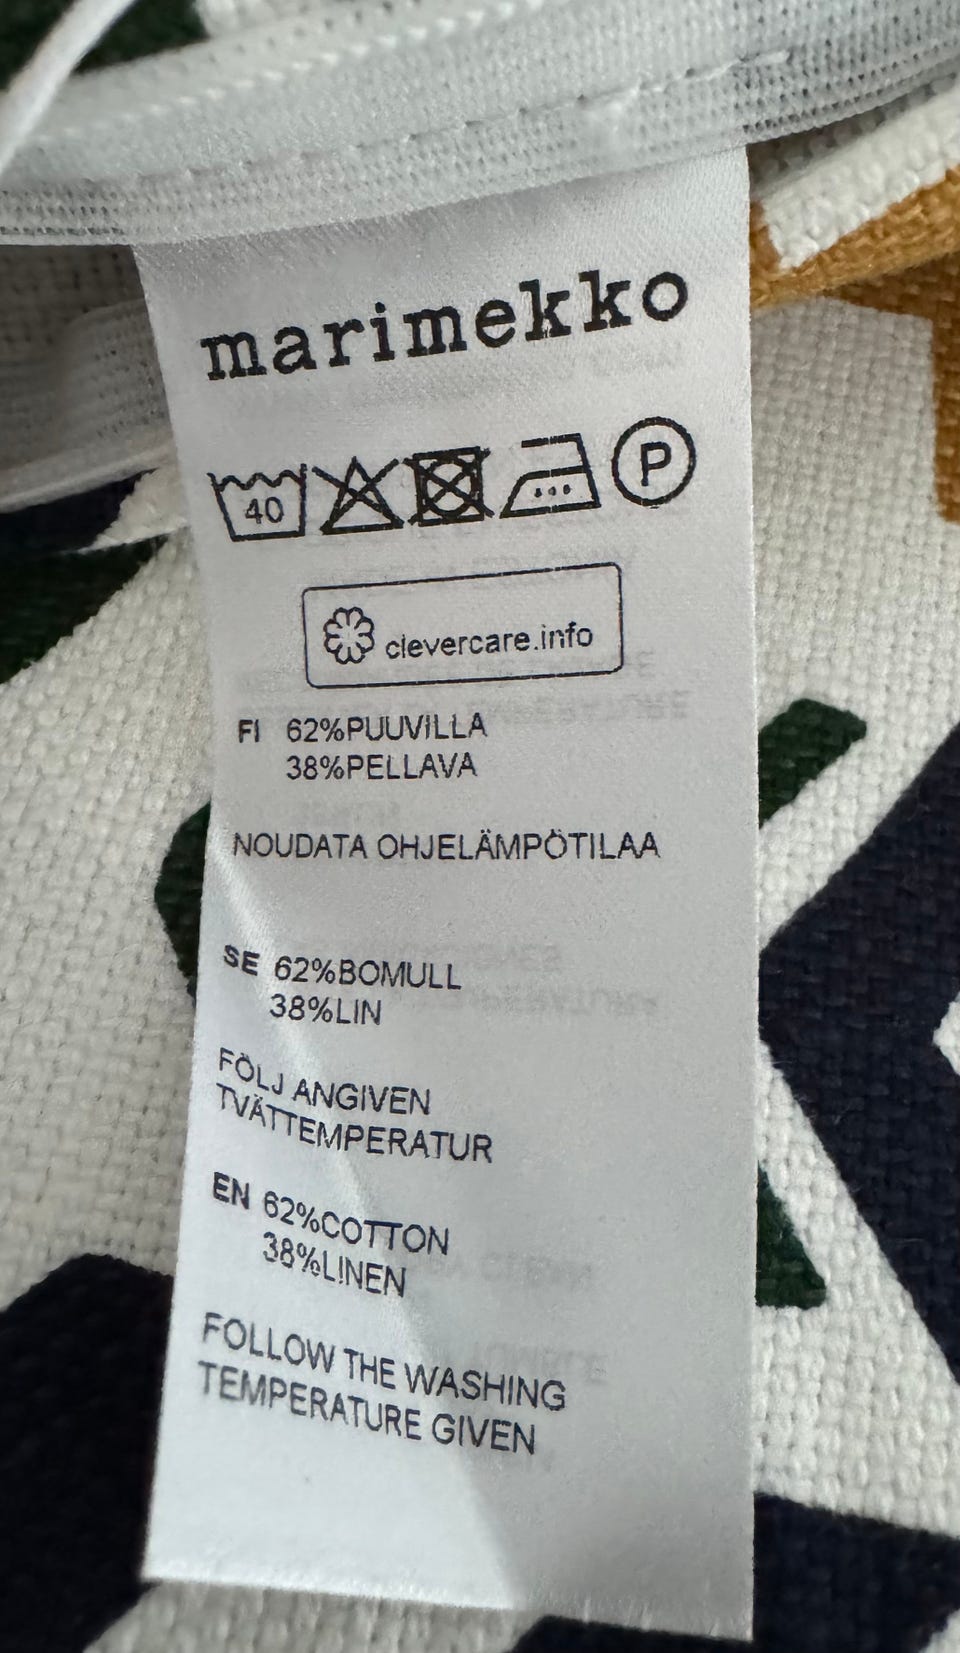 marimekko
40 P
clevercare.info
FI 62%PUUVILLA
38%PELLAVA
NOUDATA OHJELÄMPÖTILAA
SE 62%BOMULL
38%LIN
FÖLJ ANGIVEN
TVÄTTEMPERATUR
EN 62%COTTON
38%LINEN
FOLLOW THE WASHING
TEMPERATURE GIVEN